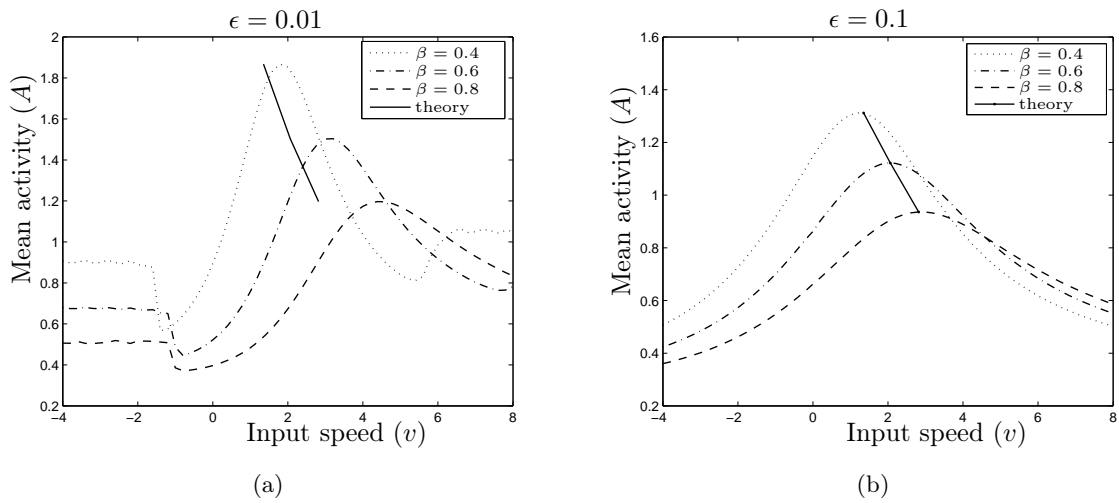 ϵ = 0.01
Mean activity (A)
2
1.8
1.6
1.4
1.2
1
0.8
0.6
0.4
0.2
β = 0.4
β = 0.6
β = 0.8
theory
−4 −2 0 2 4 6 8
Input speed (v)
(a)
ϵ = 0.1
Mean activity (A)
1.6
1.4
1.2
1
0.8
0.6
0.4
0.2
β = 0.4
β = 0.6
β = 0.8
theory
−4 −2 0 2 4 6 8
Input speed (v)
(b)